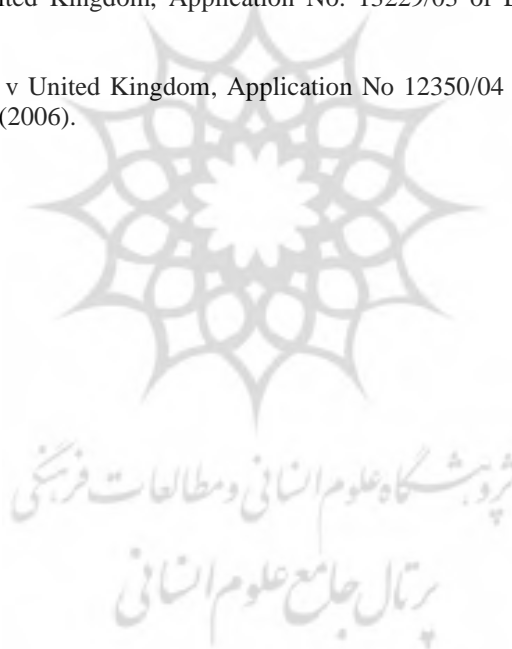 ited Kingdom, Application No. 13229/03 of
v United Kingdom, Application No 12350/04
(2006).
پژوهشگاه علوم انسانی و مطالعات فرهنگی
پرتال جامع علوم انسانی